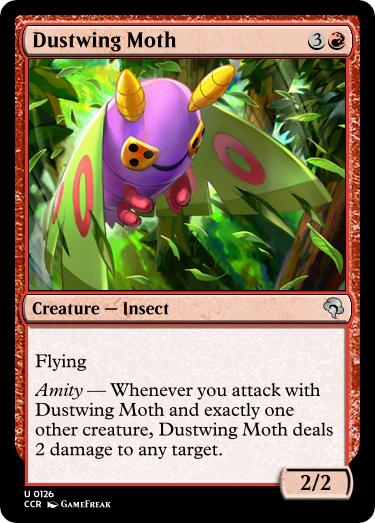 Dustwing Moth 3
Creature — Insect
Flying
Amity — Whenever you attack with
Dustwing Moth and exactly one
other creature, Dustwing Moth deals
2 damage to any target.
2/2
U 0126
CCR GAMEFREAK